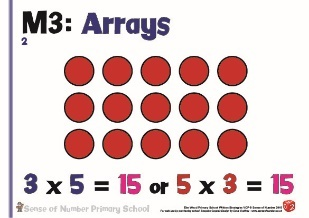 M3: Arrays
2
3 x 5 = 15 or 5 x 3 = 15
Sense of Number Primary School